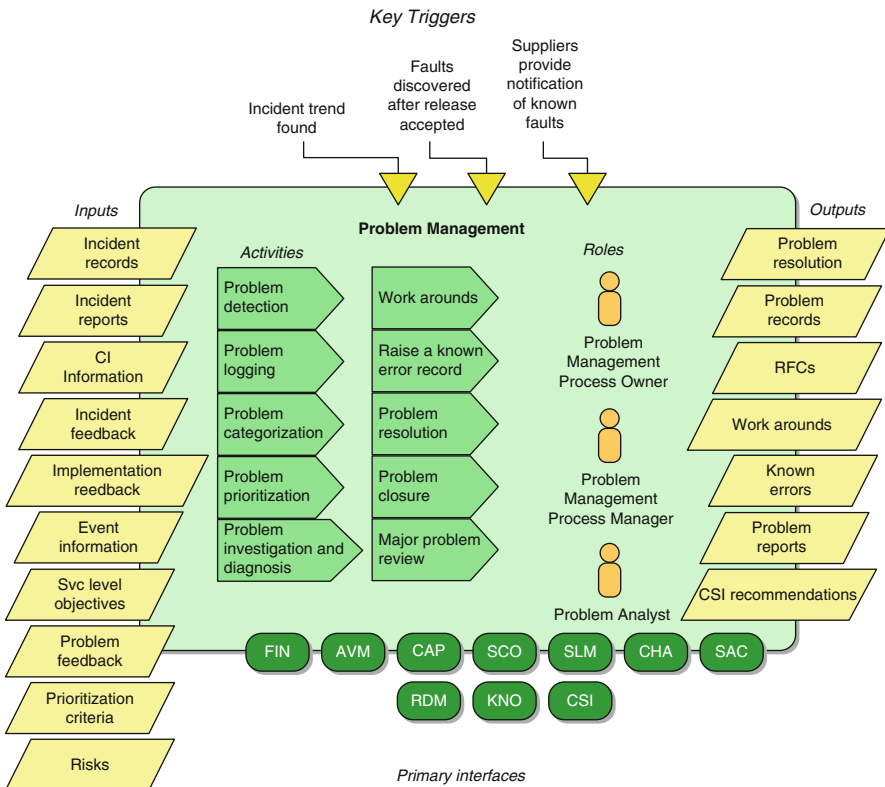 Key Triggers
Incident trend
found
Faults
discovered
after release
accepted
Suppliers
provide
notification
of known
faults
Inputs
Incident
records
Incident
reports
CI
Information
Incident
feedback
Implementation
reedback
Event
information
Svc level
objectives
Problem
feedback
Prioritization
criteria
Risks
Problem Management
Activities
Problem
detection
Problem
logging
Problem
categorization
Problem
prioritization
Problem
investigation and
diagnosis
Work arounds
Raise a known
error record
Problem
resolution
Problem
closure
Major problem
review
Roles
Problem
Management
Process Owner
Problem
Management
Process Manager
Problem Analyst
Outputs
Problem
resolution
Problem
records
RFCs
Work arounds
Known
errors
Problem
reports
CSI recommendations
FIN
AVM
CAP
SCO
SLM
CHA
SAC
RDM
KNO
CSI
Primary interfaces